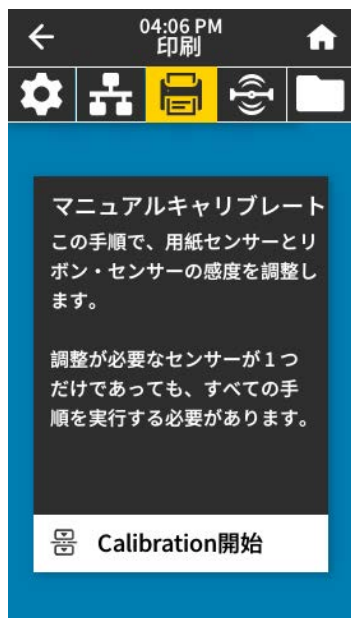 04:06 PM
印刷
マニュアルキャリブレート
この手順で、用紙センサーとリ
ボン・センサーの感度を調整し
ます。
調整が必要なセンサーが1つ
だけであっても、すべての手
順を実行する必要があります。
Calibration開始